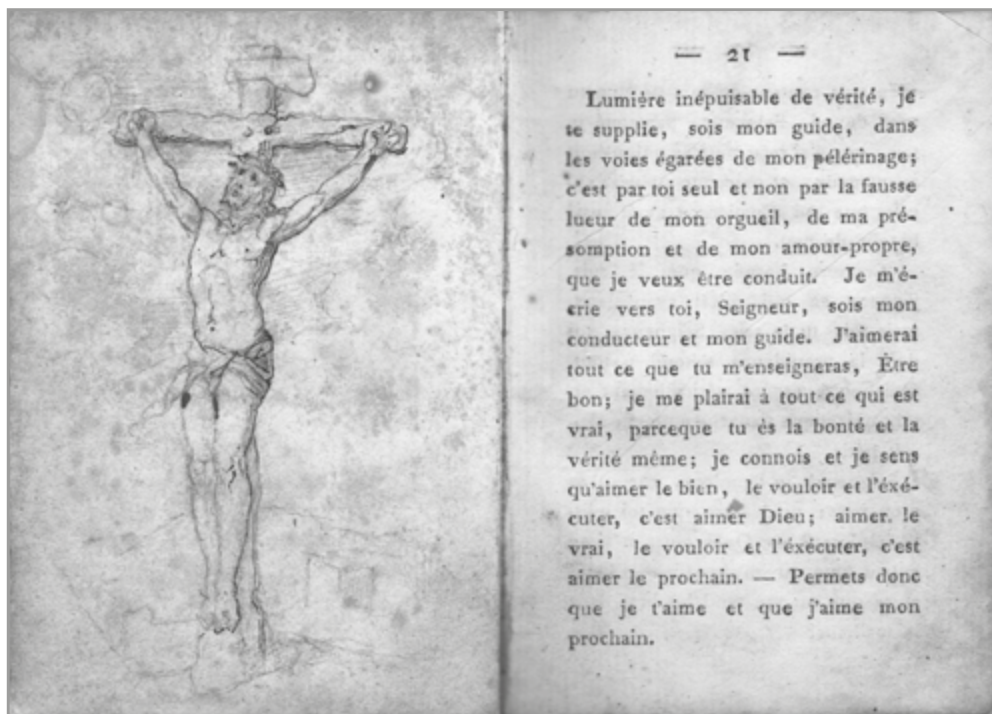 — 21 —
Lumière inépuisable de vérité, je
te supplie, sois mon guide, dans
les voies égarées de mon pélérinage;
c'est par toi seul et non par la fausse
lueur de mon orgueil, de ma pré-
somption et de mon amour-propre,
que je veux être conduit. Je m'é-
crie vers toi, Seigneur, sois mon
conducteur et mon guide. J'aimerai
tout ce que tu m'enseigneras, Être
bon; je me plairai à tout ce qui est
vrai, parceque tu ès la bonté et la
vérité même; je connois et je sens
qu'aimer le bien, le vouloir et l'éxé-
cuter, c'est aimer Dieu; aimer le
vrai, le vouloir et l'éxécuter, c'est
aimer le prochain. — Permets donc
que je t'aime et que j'aime mon
prochain.